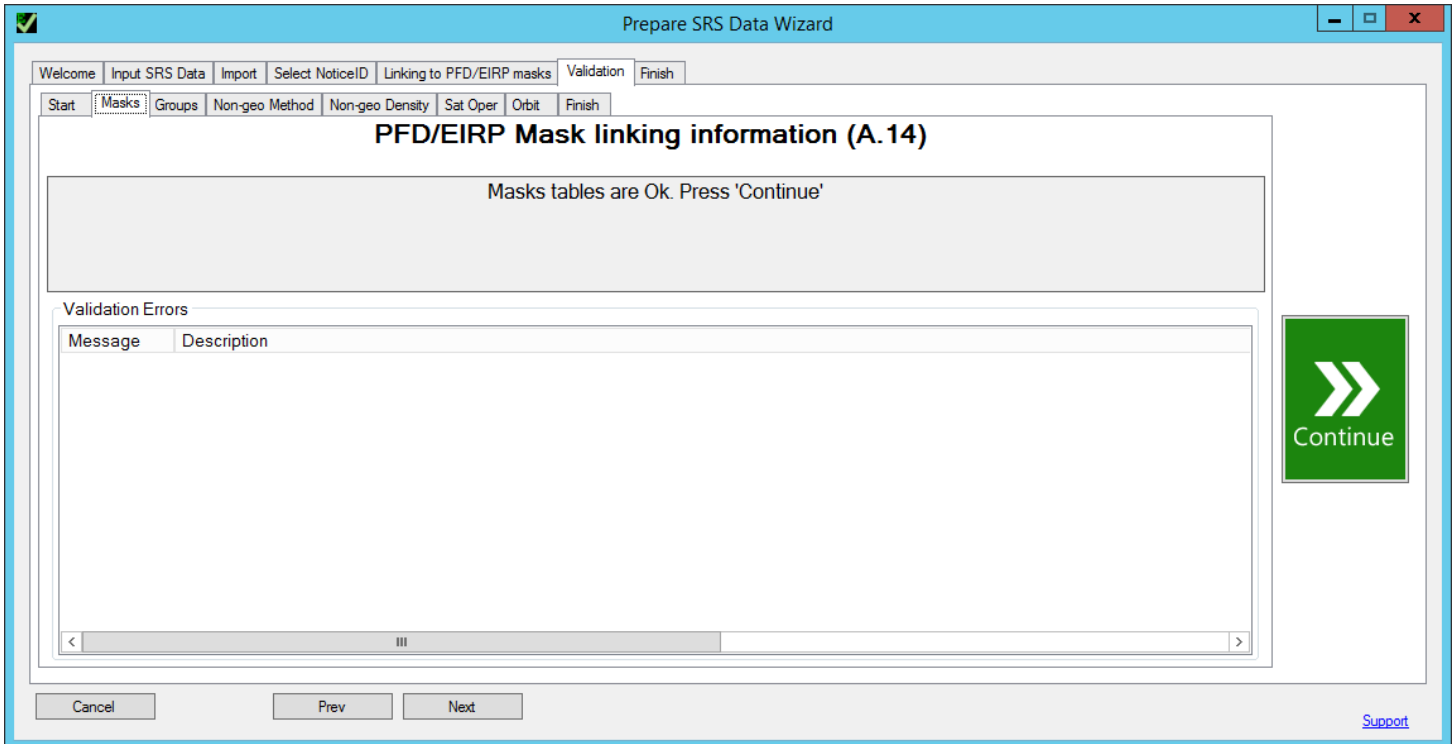 Prepare SRS Data Wizard
Welcome Input SRS Data Import Select NoticeID Linking to PFD/EIRP masks Validation Finish
Start Masks Groups Non-geo Method Non-geo Density Sat Oper Orbit Finish
PFD/EIRP Mask linking information (A.14)
Masks tables are Ok. Press 'Continue'
Validation Errors
Message Description
Continue
Cancel Prev Next
Support